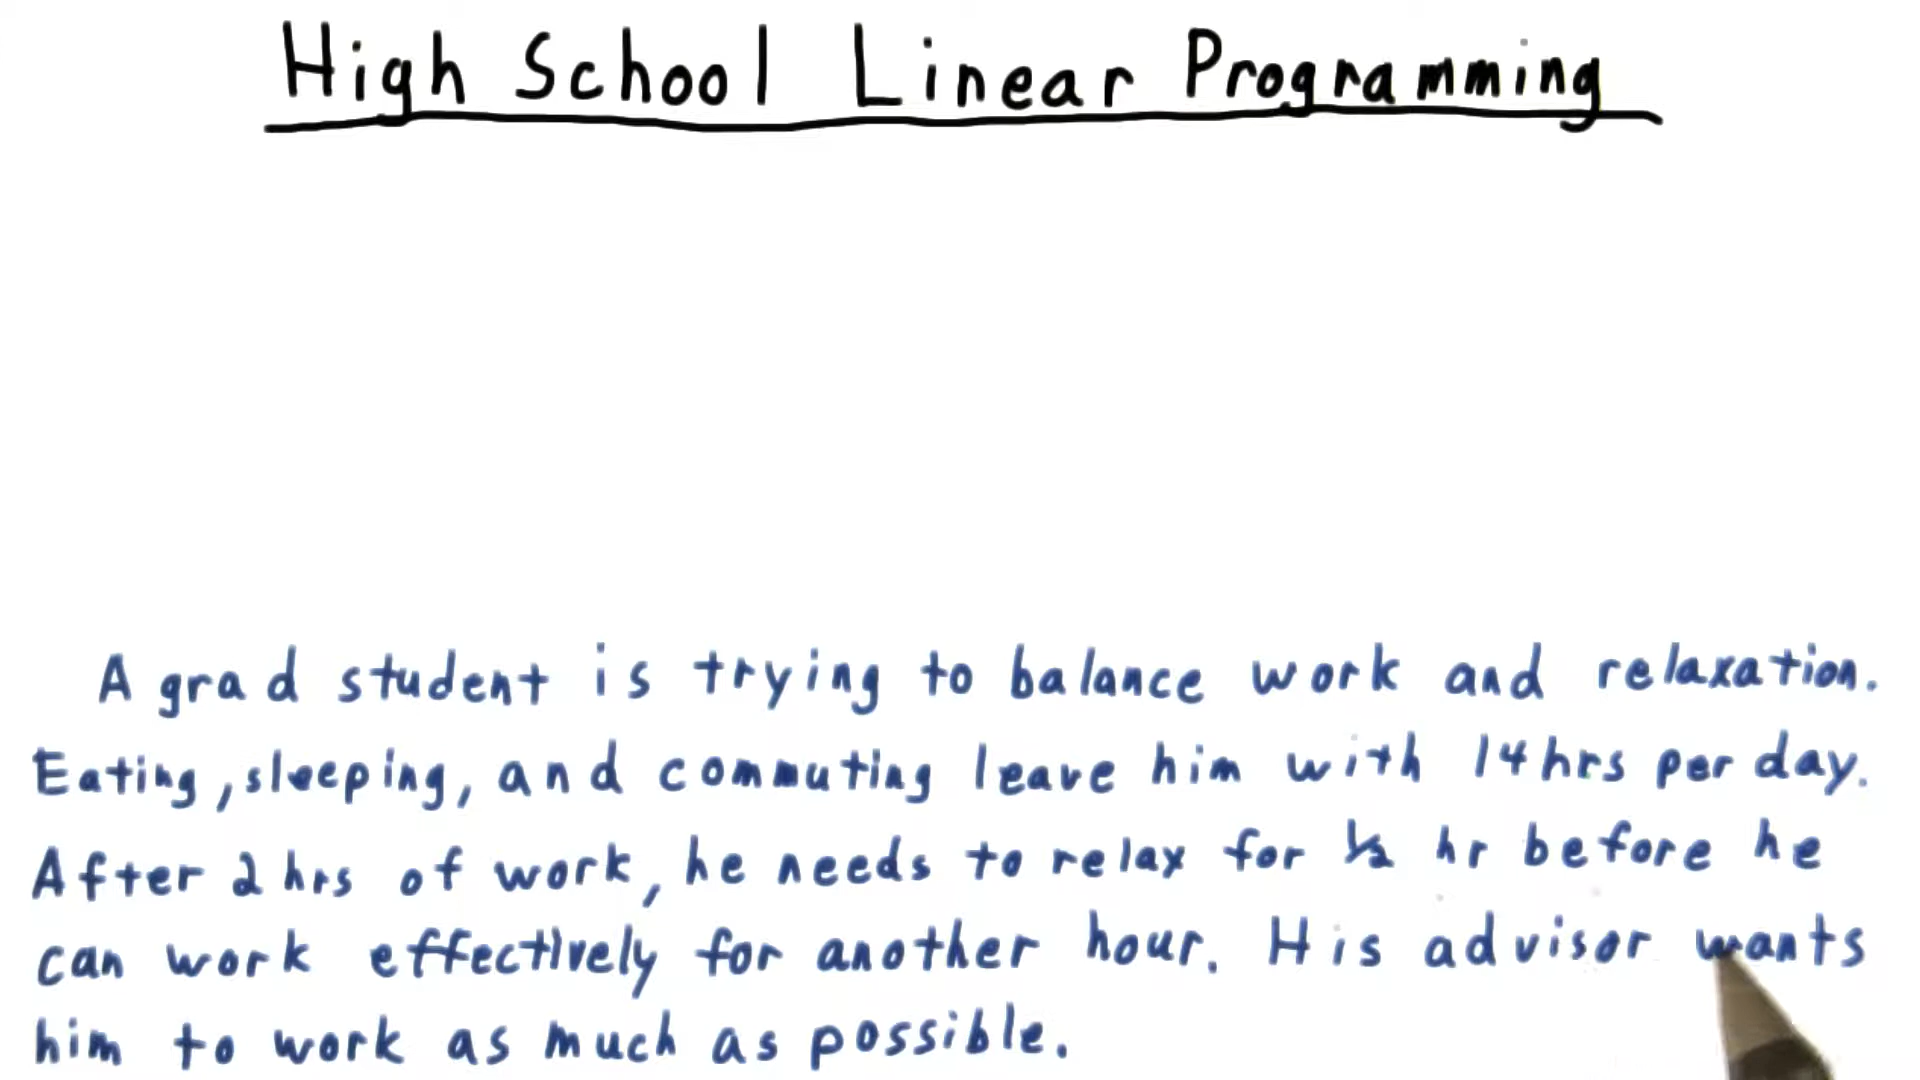 High School Linear Programming
A grad student is trying to balance work and relaxation.
Eating, sleeping, and commuting leave him with 14 hrs per day.
After 2 hrs of work, he needs to relax for ½ hr before he
can work effectively for another hour. His advisor wants
him to work as much as possible.